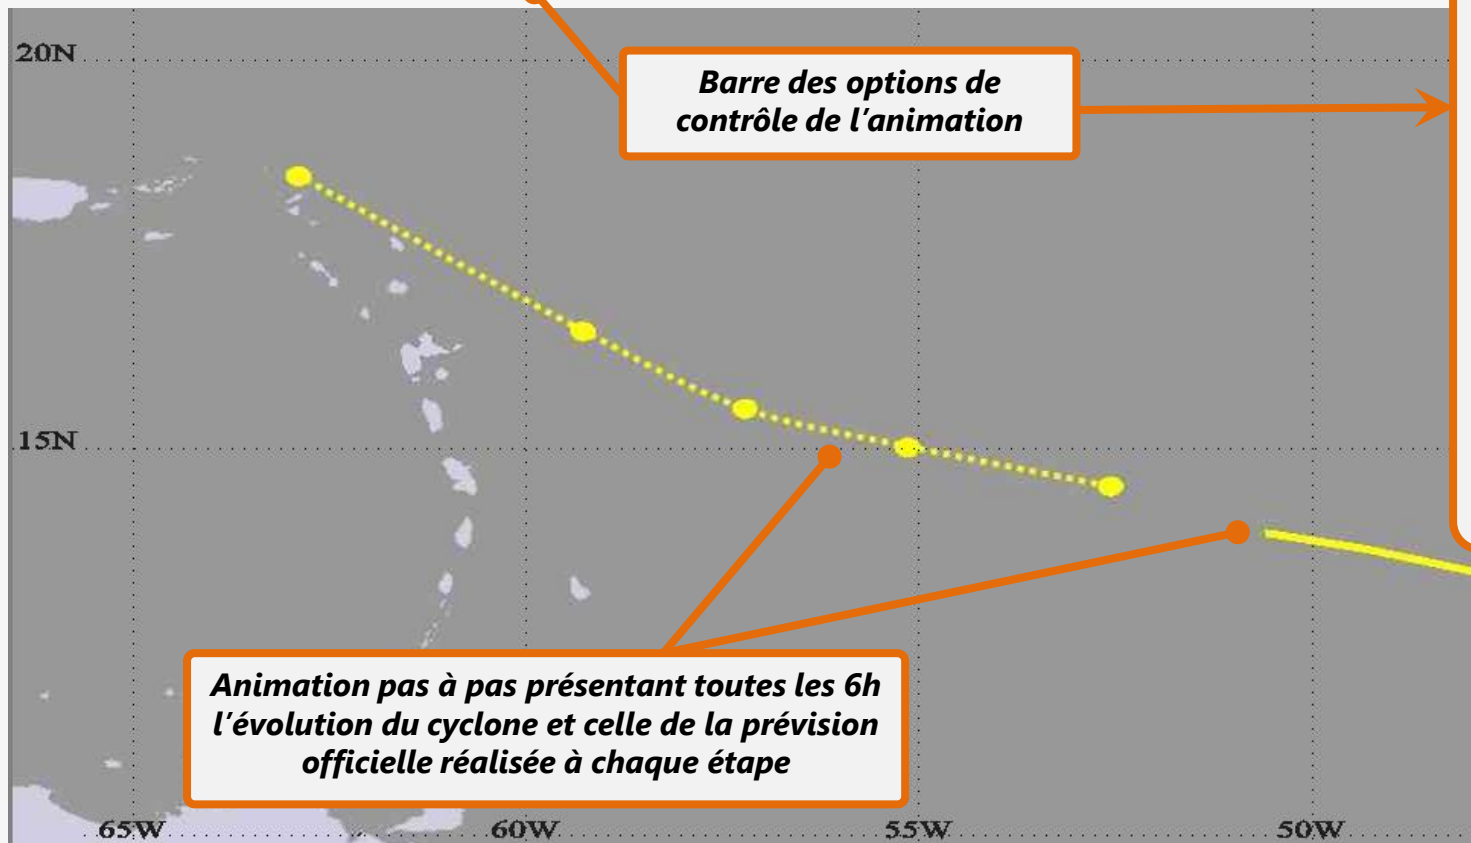 20N
Barre des options de
contrôle de l’animation
15N
Animation pas à pas présentant toutes les 6h
l’évolution du cyclone et celle de la prévision
officielle réalisée à chaque étape
65W
60W
55W
50W